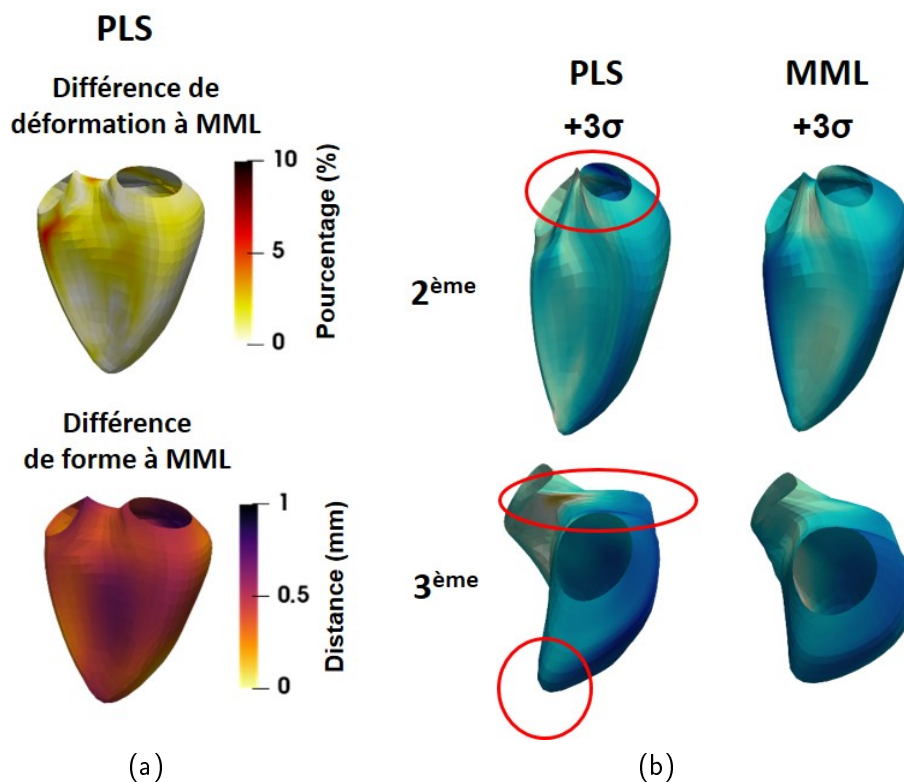 PLS
Différence de
déformation à MML
10
5
0
Pourcentage (%)
Différence
de forme à MML
1
0.5
0
Distance (mm)
(a)
PLS
MML
+3σ
+3σ
2ème
3ème
(b)